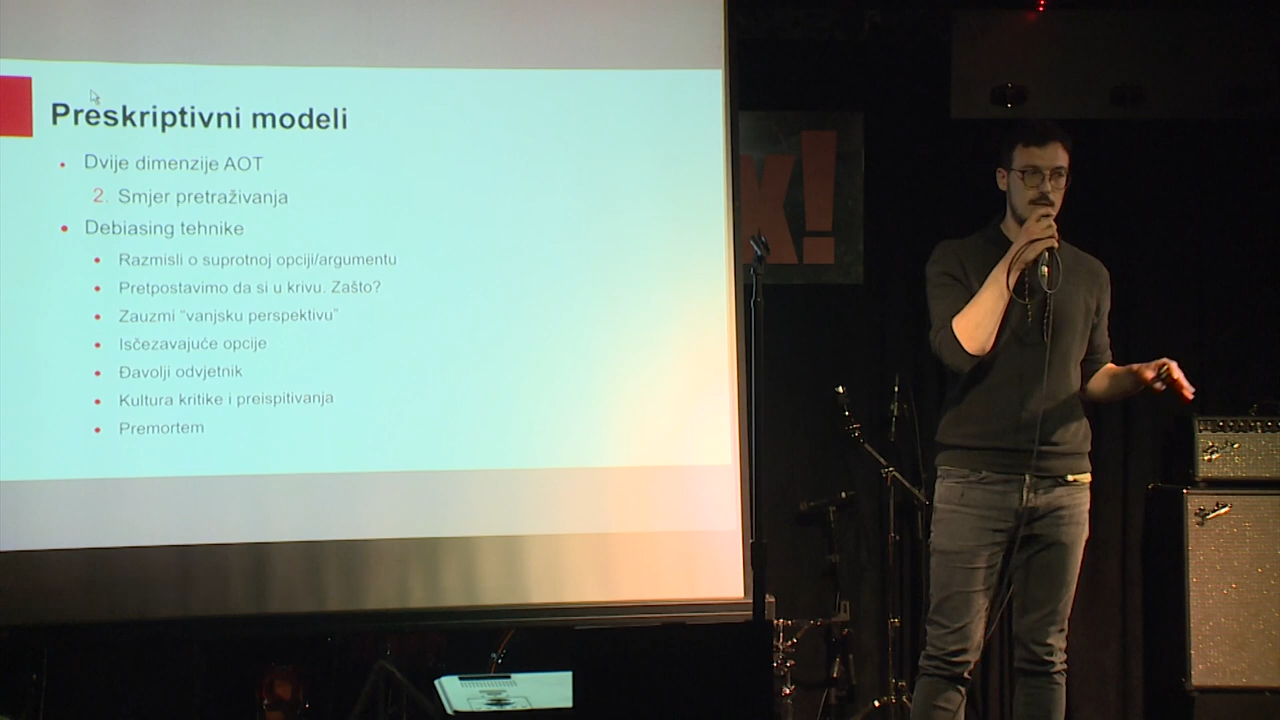 Preskriptivni modeli
• Dvije dimenzije AOT
2. Smjer pretraživanja
• Debiasing tehnike
• Razmisli o suprotnoj opciji/argumentu
• Pretpostavimo da si u krivu. Zašto?
• Zauzmi “vanjsku perspektivu”
• Isčezavajuće opcije
• Đavolji odvjetnik
• Kultura kritike i preispitivanja
• Premortem
K!